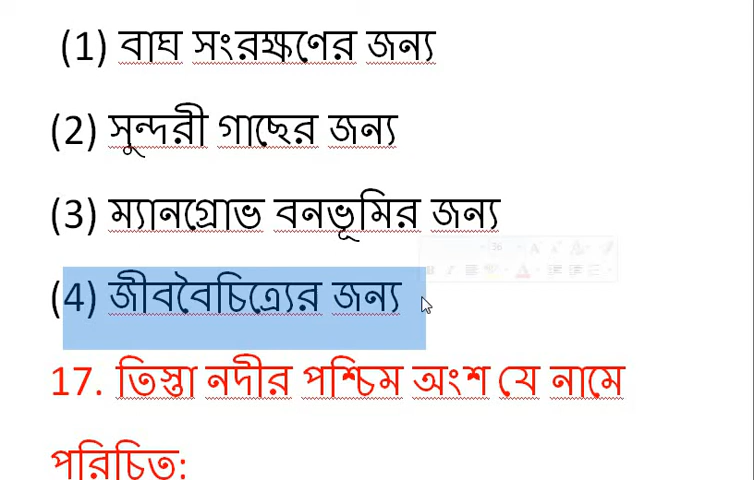 (1) বাঘ সংরক্ষণের জন্য
(2) সুন্দরী গাছের জন্য
(3) ম্যানগ্রোভ বনভূমির জন্য
(4) জীববৈচিত্র্যের জন্য
17. তিস্তা নদীর পশ্চিম অংশ যে নামে
পরিচিত: